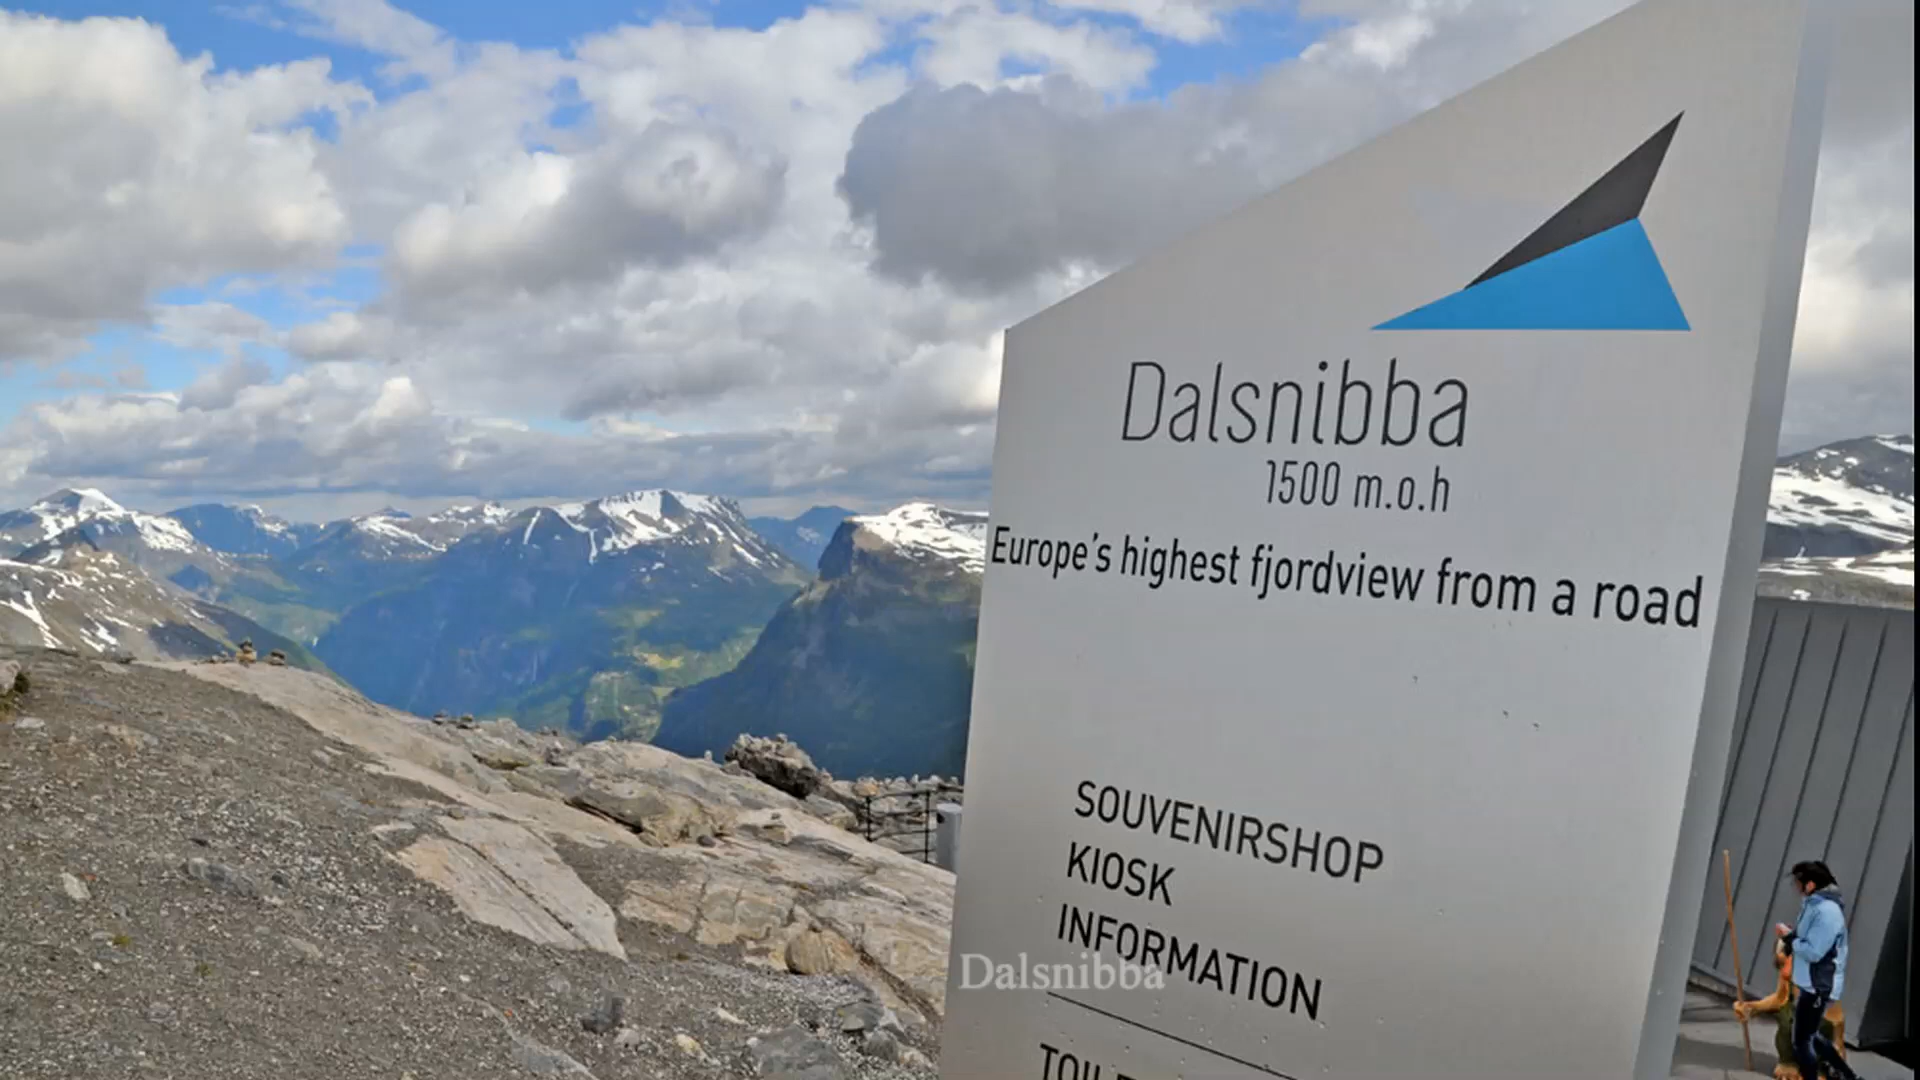 Dalsnibba
1500 m.o.h
Europe's highest fjordview from a road
SOUVENIRSHOP
KIOSK
INFORMATION
Dalsnibba